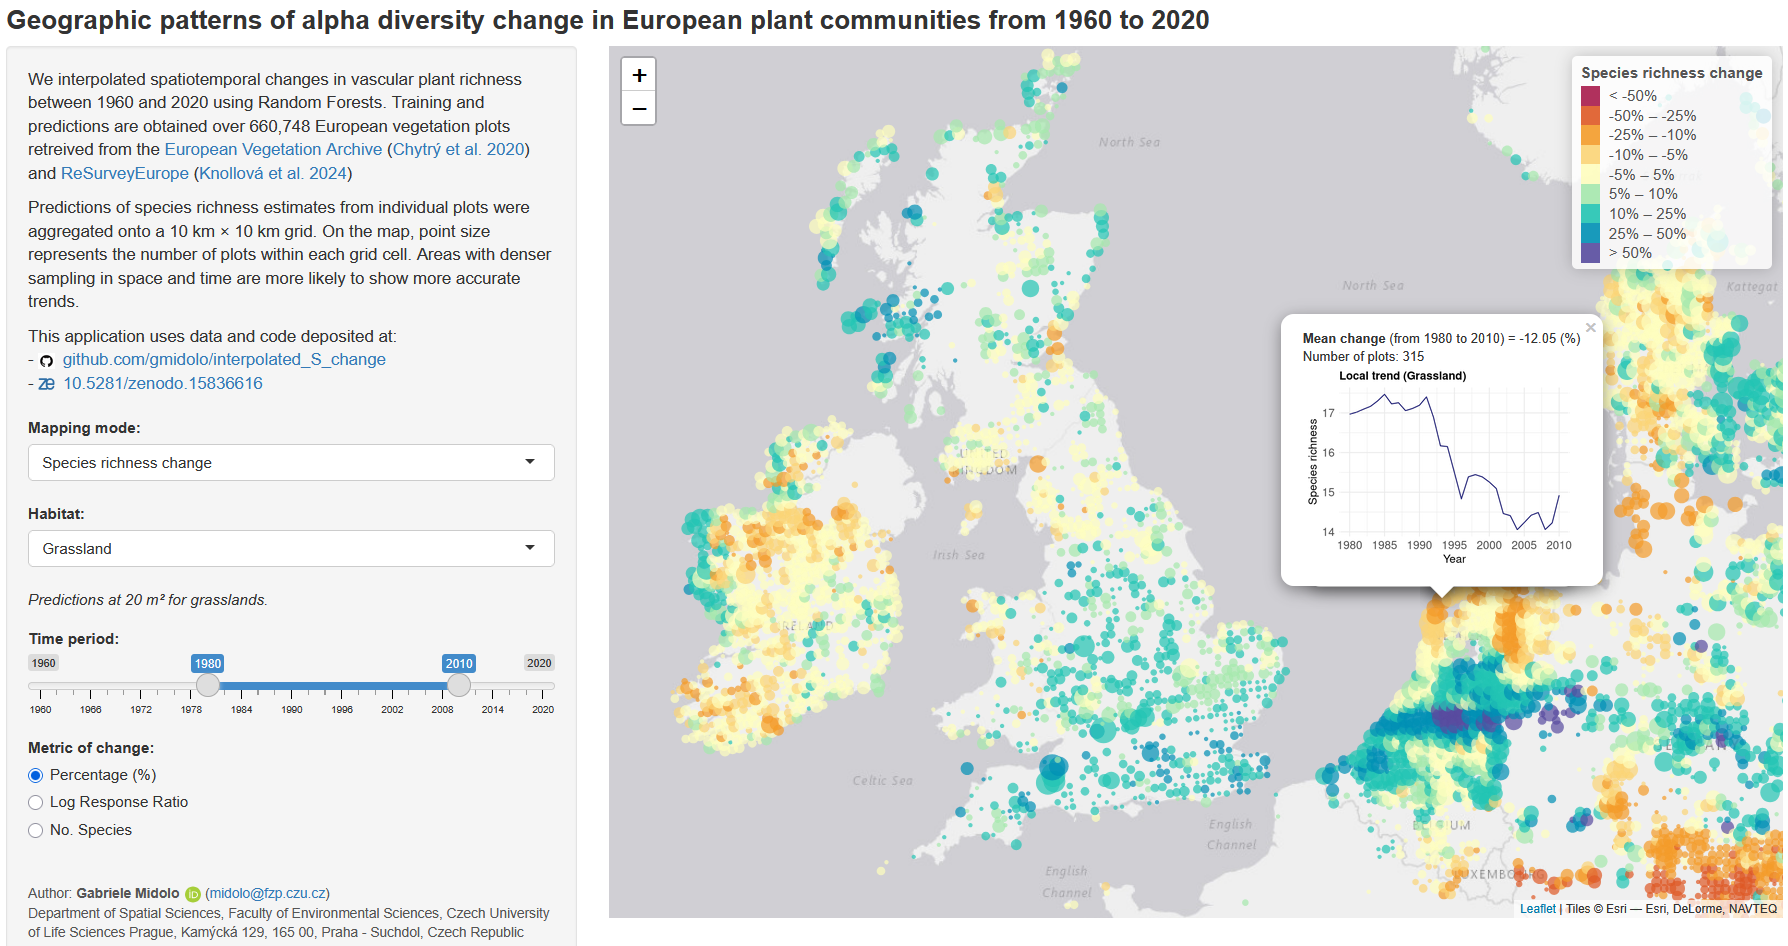 Geographic patterns of alpha diversity change in European plant communities from 1960 to 2020
We interpolated spatiotemporal changes in vascular plant richness
between 1960 and 2020 using Random Forests. Training and
predictions are obtained over 660,748 European vegetation plots
retreived from the European Vegetation Archive (Chytrý et al. 2020)
and ReSurveyEurope (Knollová et al. 2024)
Predictions of species richness estimates from individual plots were
aggregated onto a 10 km × 10 km grid. On the map, point size
represents the number of plots within each grid cell. Areas with denser
sampling in space and time are more likely to show more accurate
trends.
This application uses data and code deposited at:
- github.com/gmidolo/interpolated_S_change
- 10.5281/zenodo.15836616
Mapping mode:
Species richness change
Habitat:
Grassland
Predictions at 20 m² for grasslands.
Time period:
1960 1980 2010 2020
1960 1966 1972 1978 1984 1990 1996 2002 2008 2014 2020
Metric of change:
Percentage (%)
Log Response Ratio
No. Species
Author: Gabriele Midolo iD (midolo@fzp.czu.cz)
Department of Spatial Sciences, Faculty of Environmental Sciences, Czech University
of Life Sciences Prague, Kamýcká 129, 165 00, Praha - Suchdol, Czech Republic
+
−
North Sea
North Sea
Kattegat
Irish Sea
Celtic Sea
English
Channel
English
Channel
UNITED
KINGDOM
IRELAND
BELGIUM
LUXEMBOURG
Species richness change
< -50%
-50% – -25%
-25% – -10%
-10% – -5%
-5% – 5%
5% – 10%
10% – 25%
25% – 50%
> 50%
×
Mean change (from 1980 to 2010) = -12.05 (%)
Number of plots: 315
Local trend (Grassland)
Species richness
17
16
15
14
1980 1985 1990 1995 2000 2005 2010
Year
Leaflet | Tiles © Esri — Esri, DeLorme, NAVTEQ